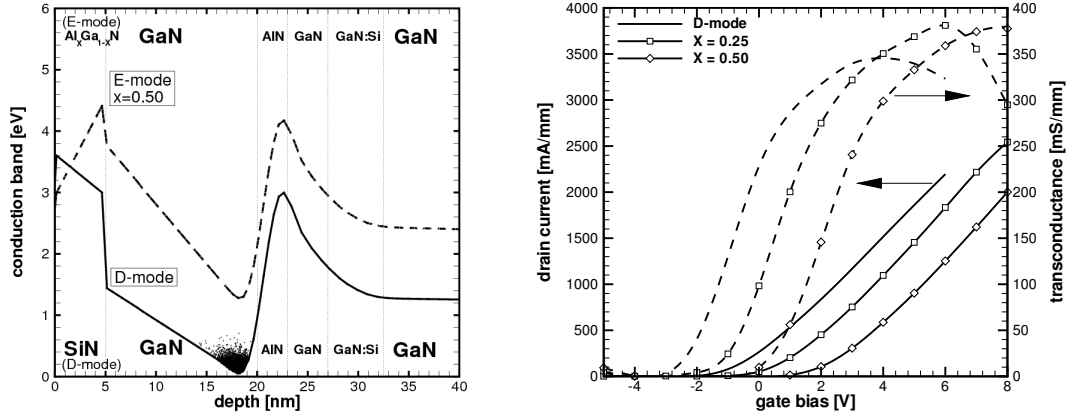 (E-mode)
AlxGa1-xN GaN AlN GaN GaN:Si GaN
E-mode
x=0.50
D-mode
SiN GaN AlN GaN GaN:Si GaN
(D-mode)
conduction band [eV]
6
5
4
3
2
1
0
0 5 10 15 20 25 30 35 40
depth [nm]
D-mode
X = 0.25
X = 0.50
drain current [mA/mm]
4000
3500
3000
2500
2000
1500
1000
500
0
-4 -2 0 2 4 6 8
gate bias [V]
400
350
300
250
200
150
100
50
0
transconductance [mS/mm]